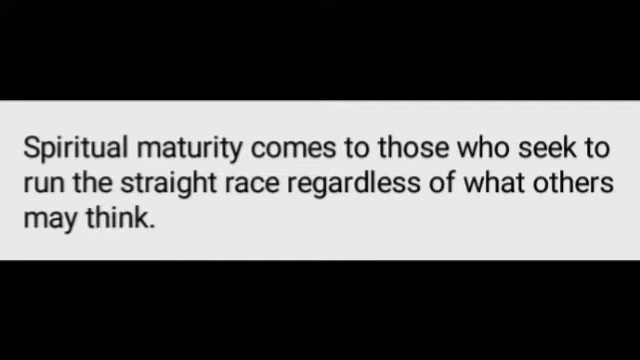 Spiritual maturity comes to those who seek to
run the straight race regardless of what others
may think.